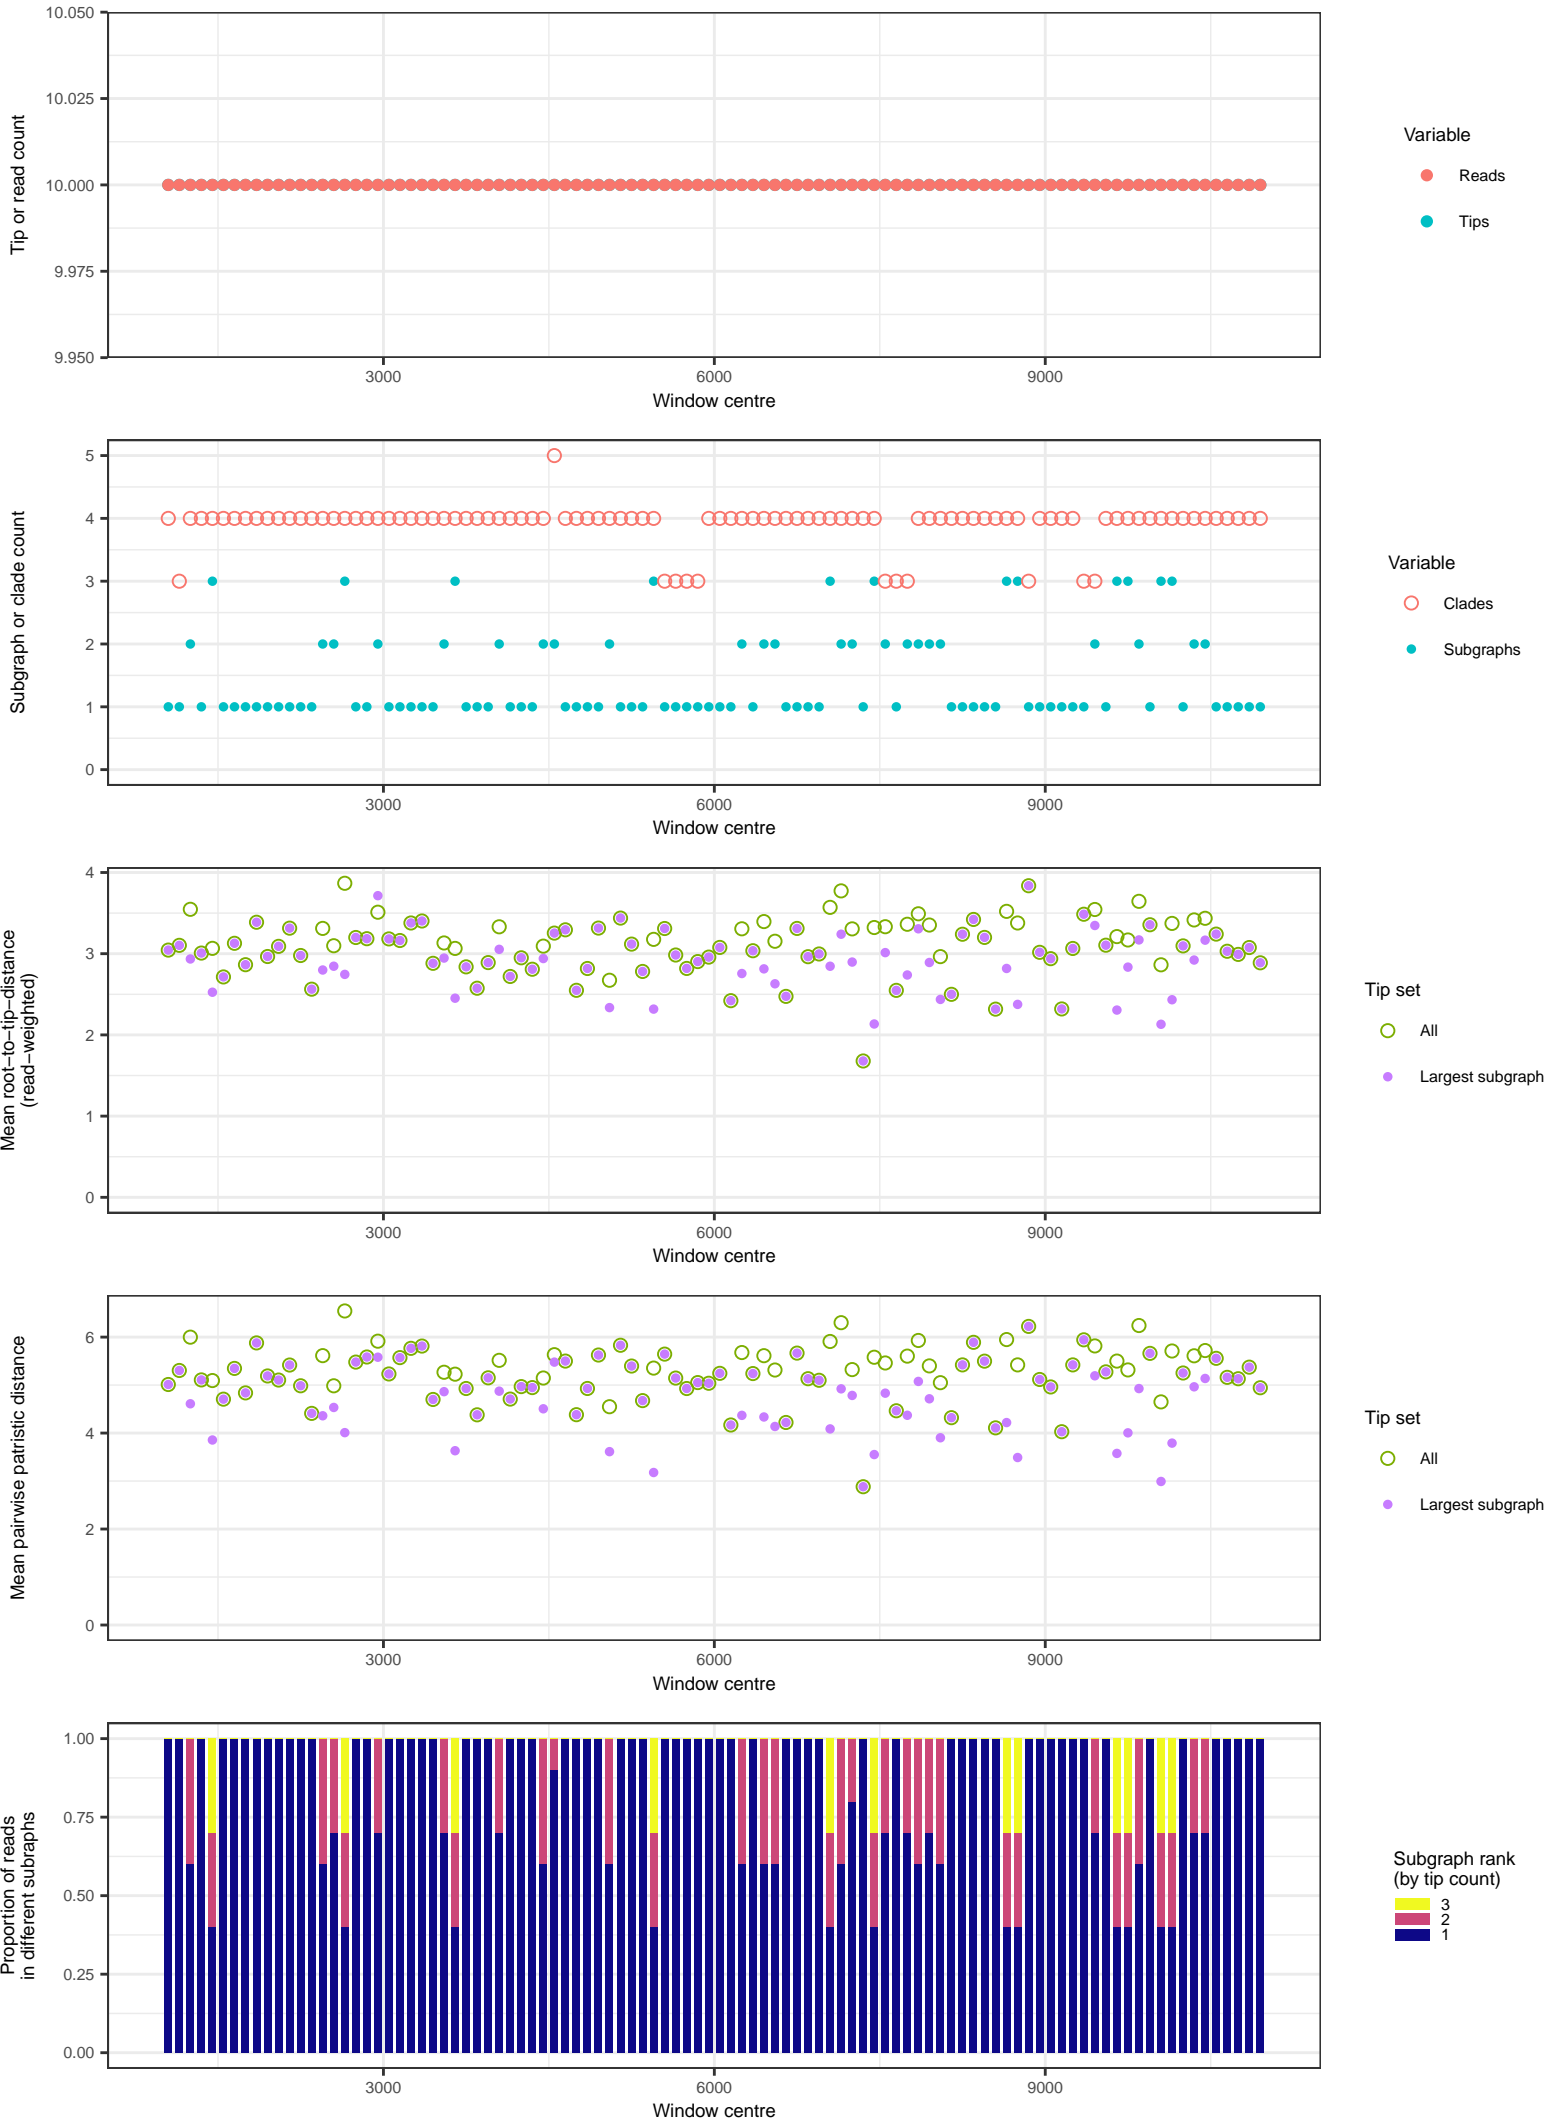 10.050
10.025
10.000
9.975
9.950
Tip or read count
3000 6000 9000
Window centre
Variable
Reads
Tips
5
4
3
2
1
0
Subgraph or clade count
3000 6000 9000
Window centre
Variable
Clades
Subgraphs
4
3
2
1
0
Mean root−to−tip−distance
(read−weighted)
3000 6000 9000
Window centre
Tip set
All
Largest subgraph
6
4
2
0
Mean pairwise patristic distance
3000 6000 9000
Window centre
Tip set
All
Largest subgraph
1.00
0.75
0.50
0.25
0.00
Proportion of reads
in different subraphs
3000 6000 9000
Window centre
Subgraph rank
(by tip count)
3
2
1